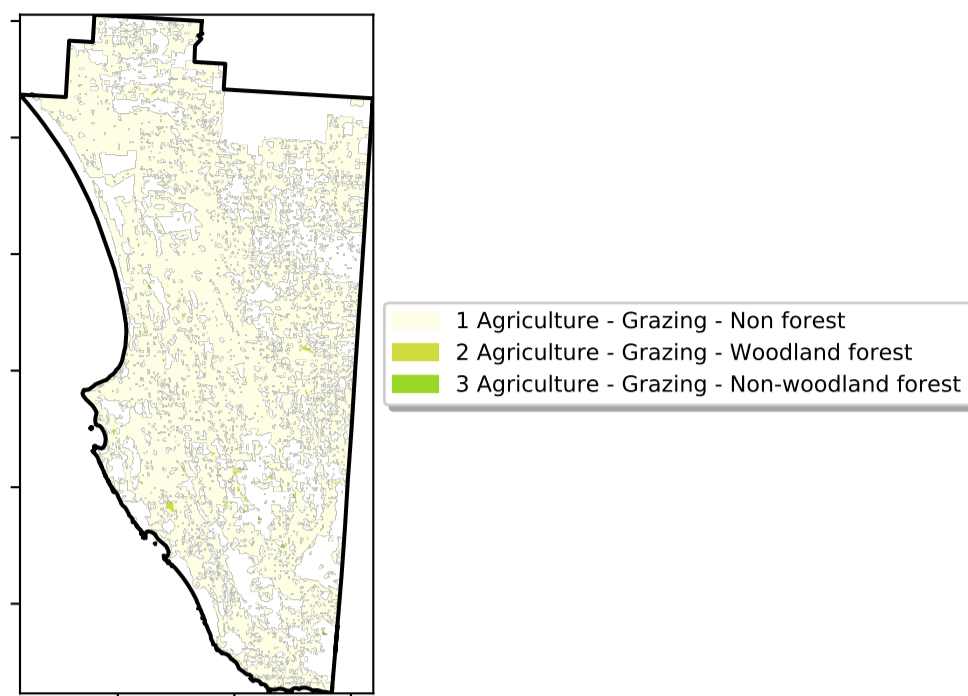 1 Agriculture - Grazing - Non forest
2 Agriculture - Grazing - Woodland forest
3 Agriculture - Grazing - Non-woodland forest